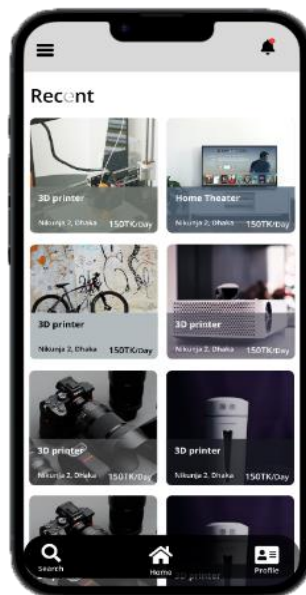 Recent
3D printer
Nikunja 2, Dhaka 150TK/Day
Home Theater
Nikunja 2, Dhaka 150TK/Day
3D printer
Nikunja 2, Dhaka 150TK/Day
3D printer
Nikunja 2, Dhaka 150TK/Day
3D printer
Nikunja 2, Dhaka 150TK/Day
3D printer
Nikunja 2, Dhaka 150TK/Day
3D printer
Search
Home
Profile